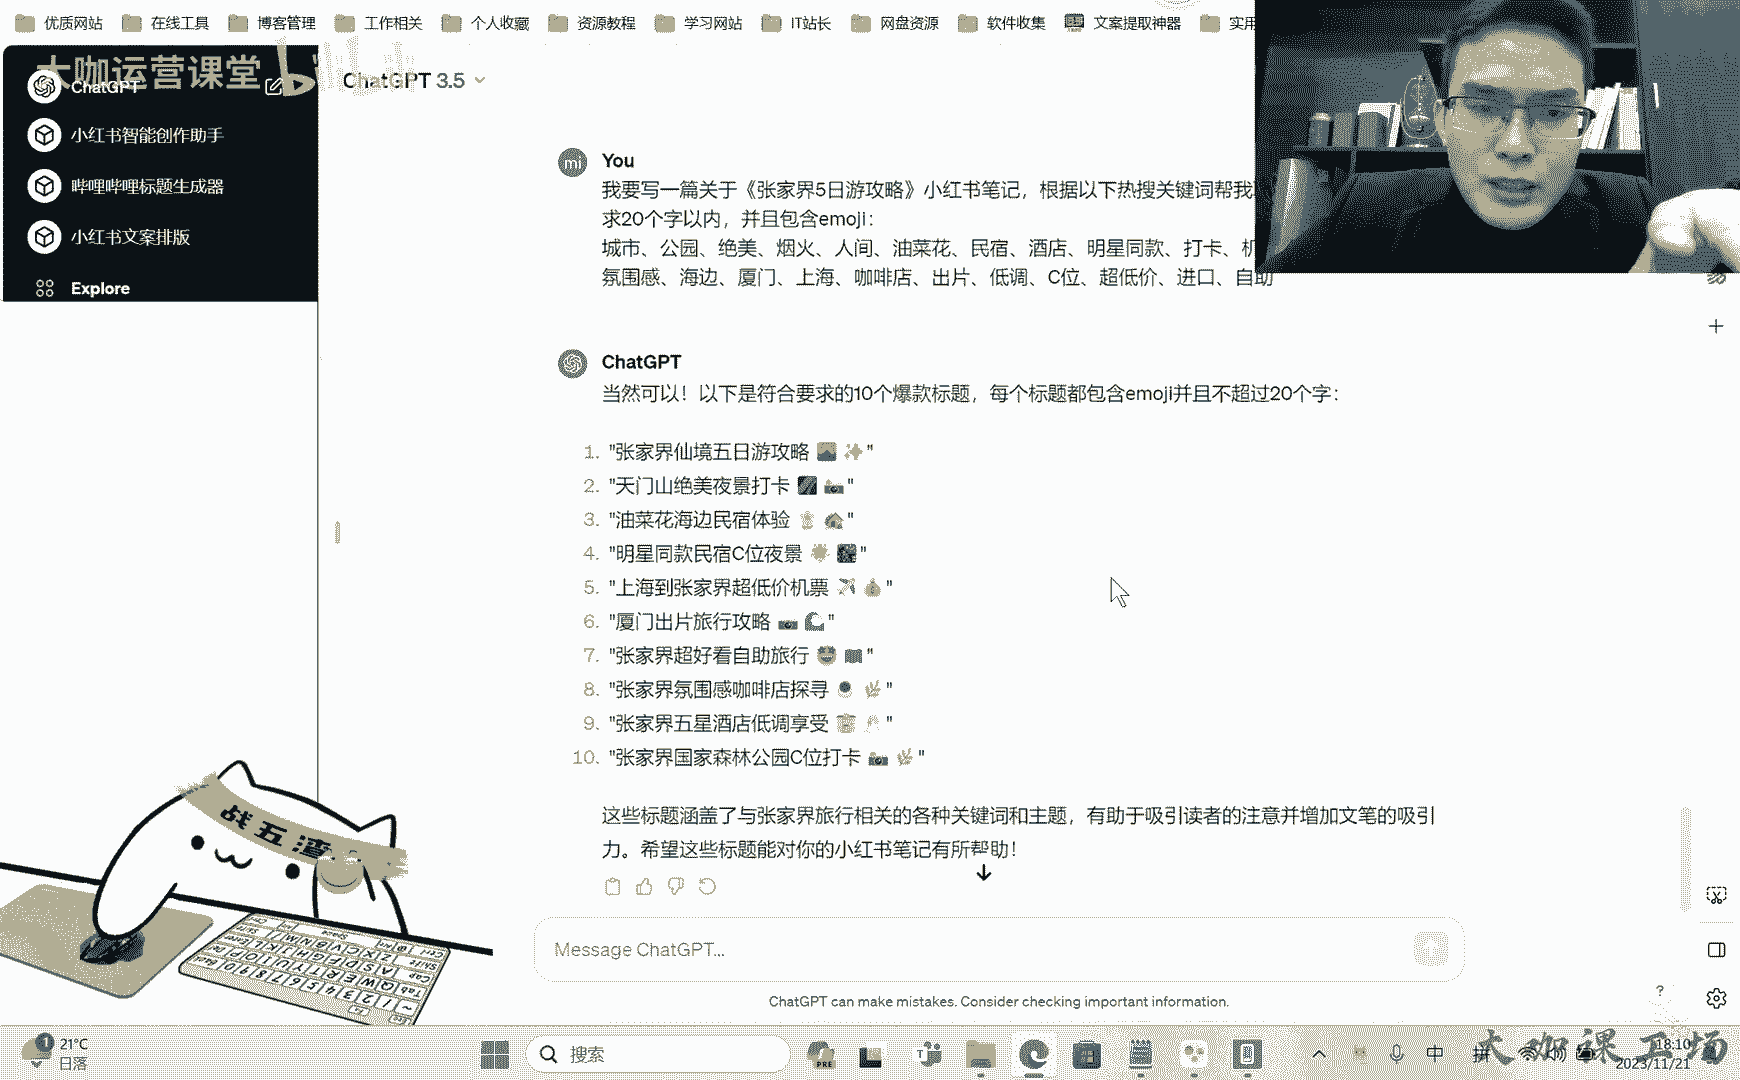 优质网站 在线工具 博客管理 工作相关 个人收藏 资源教程 学习网站 IT站长 网盘资源 软件收集 文案提取神器 实用
大咖运营课堂 bilibili
ChatGPT
小红书智能创作助手
哔哩哔哩标题生成器
小红书文案排版
Explore
ChatGPT 3.5
mi
You
我要写一篇关于《张家界5日游攻略》小红书笔记，根据以下热搜关键词帮我
求20个字以内，并且包含emoji：
城市、公园、绝美、烟火、人间、油菜花、民宿、酒店、明星同款、打卡、机
氛围感、海边、厦门、上海、咖啡店、出片、低调、C位、超低价、进口、自助
ChatGPT
当然可以！以下是符合要求的10个爆款标题，每个标题都包含emoji并且不超过20个字：
1. "张家界仙境五日游攻略 🌄 ✨"
2. "天门山绝美夜景打卡 🌌 📷"
3. "油菜花海边民宿体验 🏠"
4. "明星同款民宿C位夜景 🌟 🌃"
5. "上海到张家界超低价机票 ✈️ 💰"
6. "厦门出片旅行攻略 📷 🌊"
7. "张家界超好看自助旅行 🤩"
8. "张家界氛围感咖啡店探寻 🌿"
9. "张家界五星酒店低调享受"
10. "张家界国家森林公园C位打卡 📷 🌿"
这些标题涵盖了与张家界旅行相关的各种关键词和主题，有助于吸引读者的注意并增加文笔的吸引
力。希望这些标题能对你的小红书笔记有所帮助！
战五渣
Message ChatGPT...
ChatGPT can make mistakes. Consider checking important information.
?
1
21°C
日落
搜索
PRE
中
拼
18:10
2023/11/21
大咖课工场